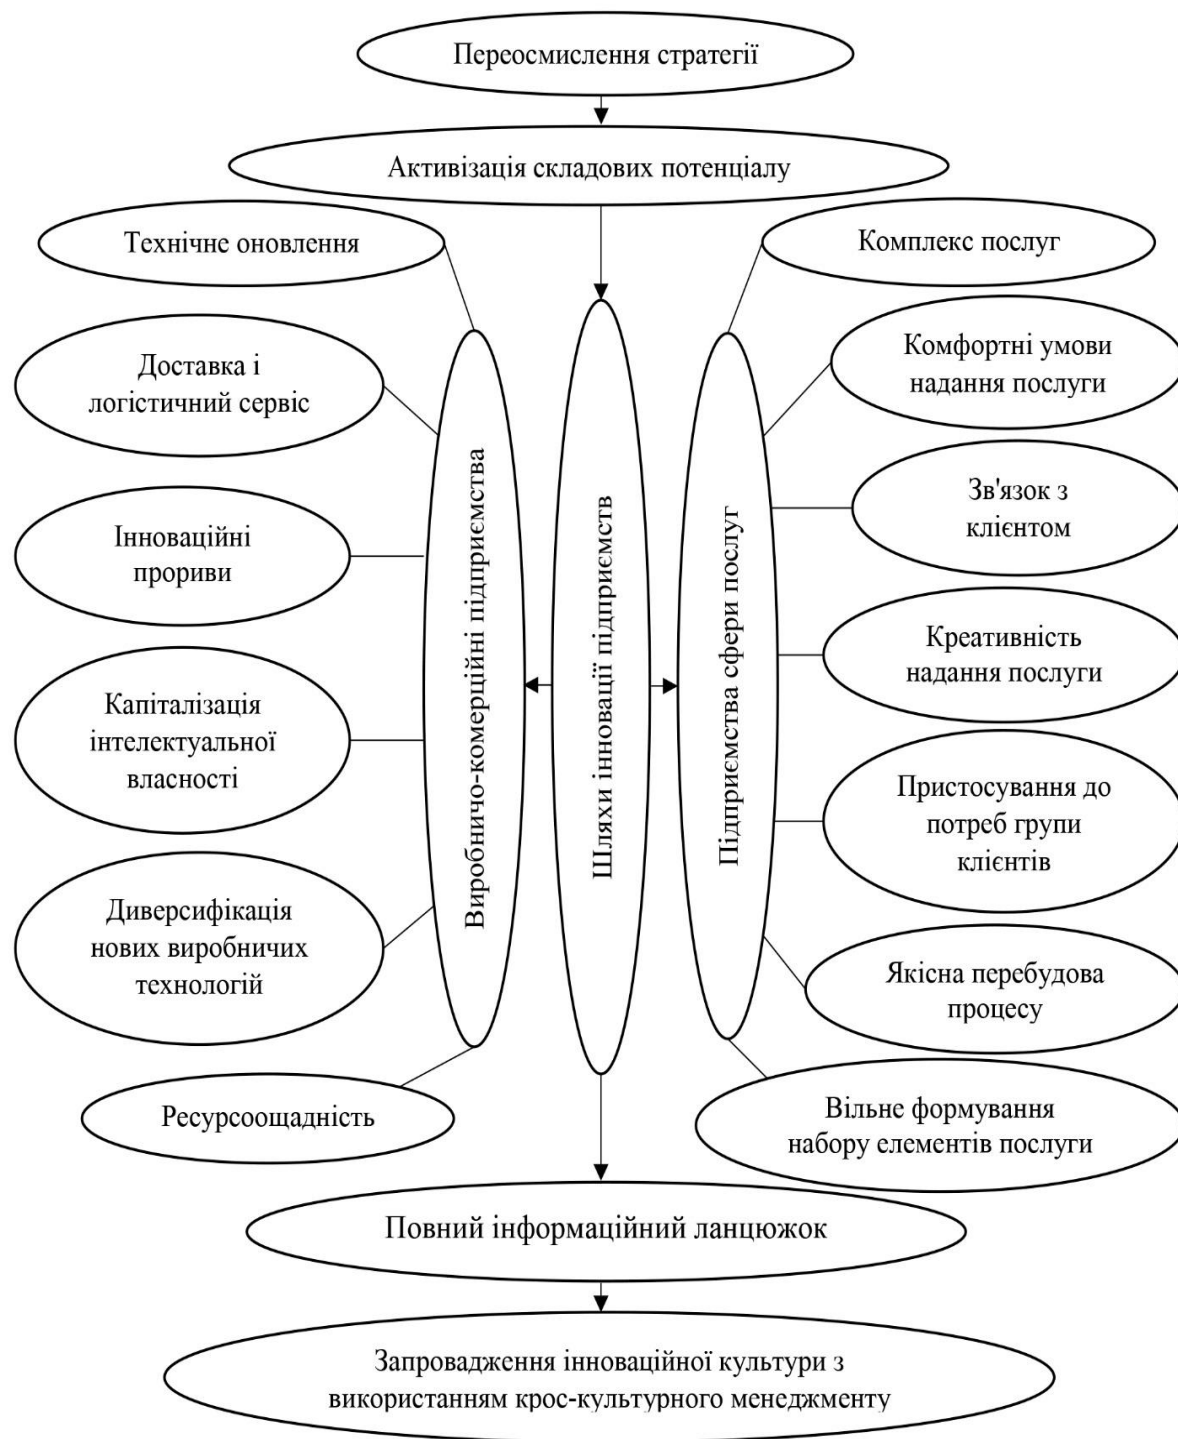 Переосмислення стратегії
Активізація складових потенціалу
Технічне оновлення
Доставка і
логістичний сервіс
Інноваційні
прориви
Капіталізація
інтелектуальної
власності
Диверсифікація
нових виробничих
технологій
Ресурсоощадність
Виробничо-комерційні підприємства
Шляхи інновації підприємств
Підприємства сфери послуг
Комплекс послуг
Комфортні умови
надання послуги
Зв'язок з
клієнтом
Креативність
надання послуги
Пристосування до
потреб групи
клієнтів
Якісна перебудова
процесу
Вільне формування
набору елементів послуги
Повний інформаційний ланцюжок
Запровадження інноваційної культури з
використанням крос-культурного менеджменту